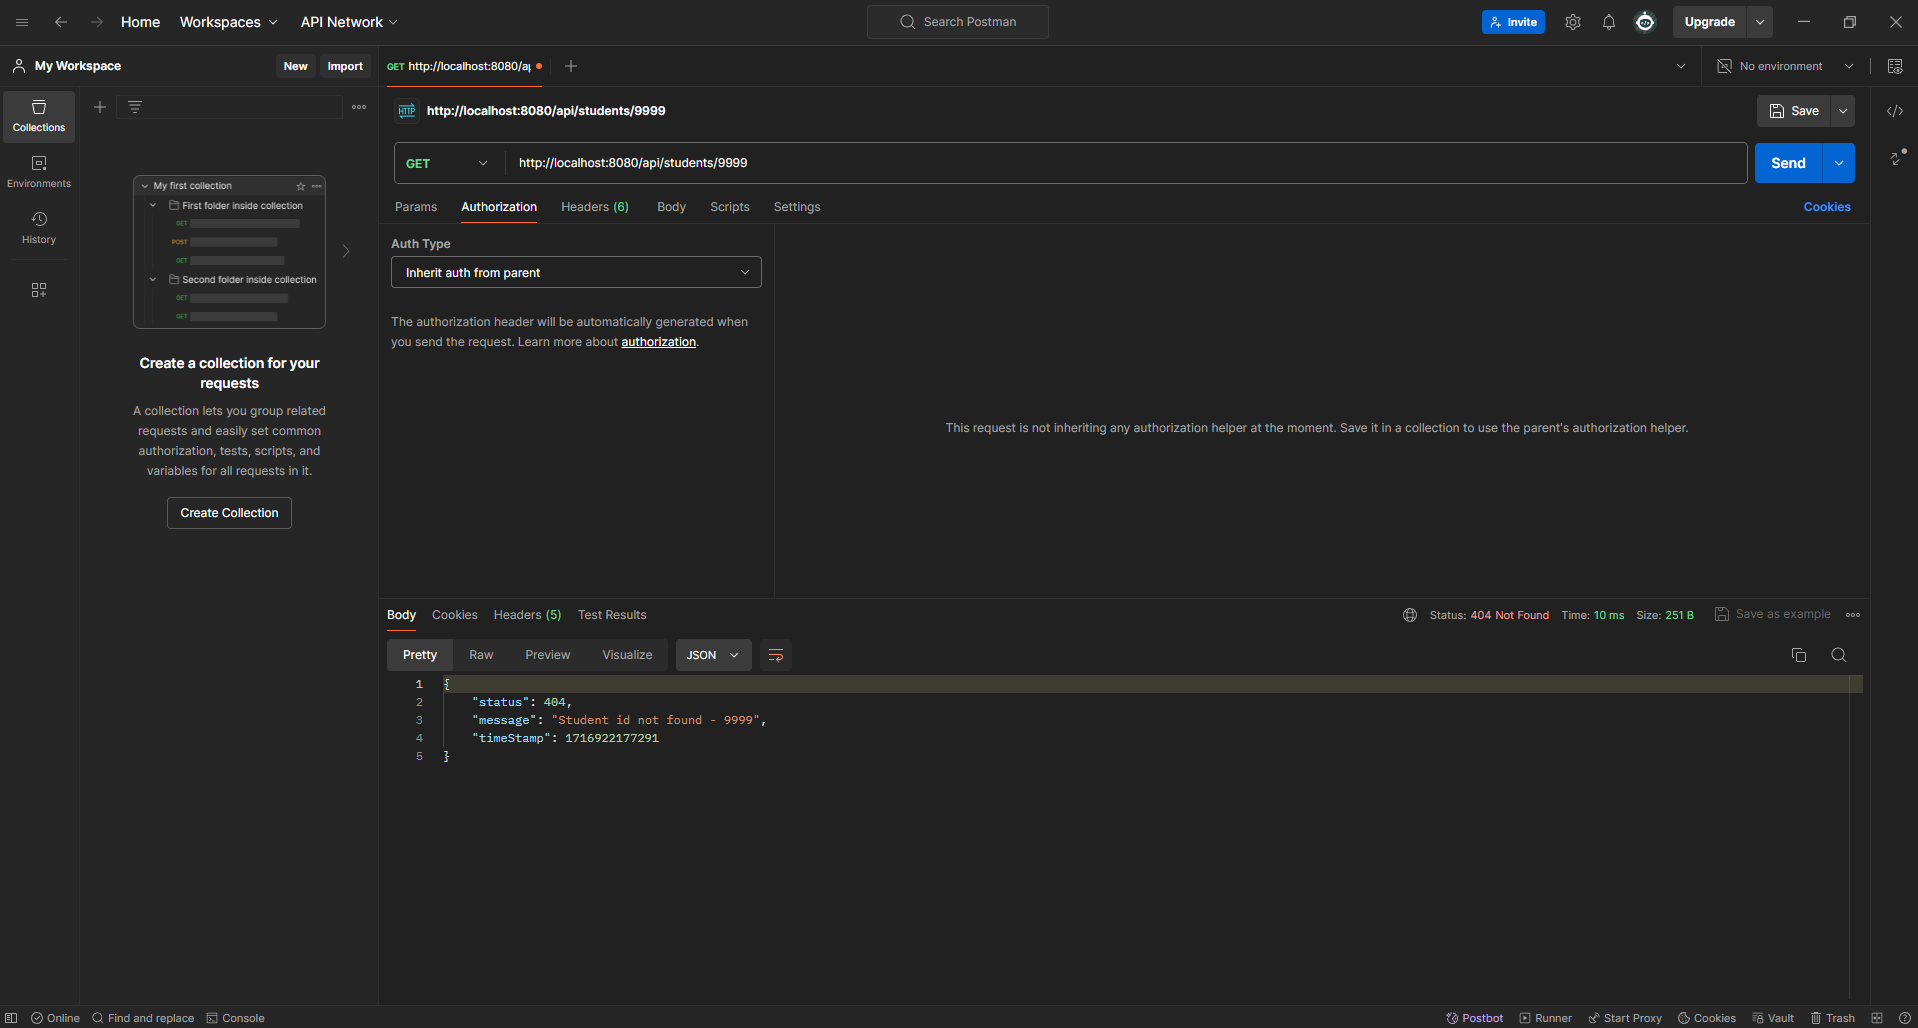 Home Workspaces API Network Search Postman Invite Upgrade
My Workspace New Import GET http://localhost:8080/ap No environment
Collections
Environments
History
My first collection
First folder inside collection
GET
POST
GET
Second folder inside collection
GET
GET
Create a collection for your
requests
A collection lets you group related
requests and easily set common
authorization, tests, scripts, and
variables for all requests in it.
Create Collection
HTTP http://localhost:8080/api/students/9999 Save
GET http://localhost:8080/api/students/9999 Send
Params Authorization Headers (6) Body Scripts Settings Cookies
Auth Type
Inherit auth from parent
The authorization header will be automatically generated when
you send the request. Learn more about authorization.
This request is not inheriting any authorization helper at the moment. Save it in a collection to use the parent's authorization helper.
Body Cookies Headers (5) Test Results Status: 404 Not Found Time: 10 ms Size: 251 B Save as example
Pretty Raw Preview Visualize JSON
1 {
2 "status": 404,
3 "message": "Student id not found - 9999",
4 "timeStamp": 1716922177291
5 }
Online Find and replace Console Postbot Runner Start Proxy Cookies Vault Trash